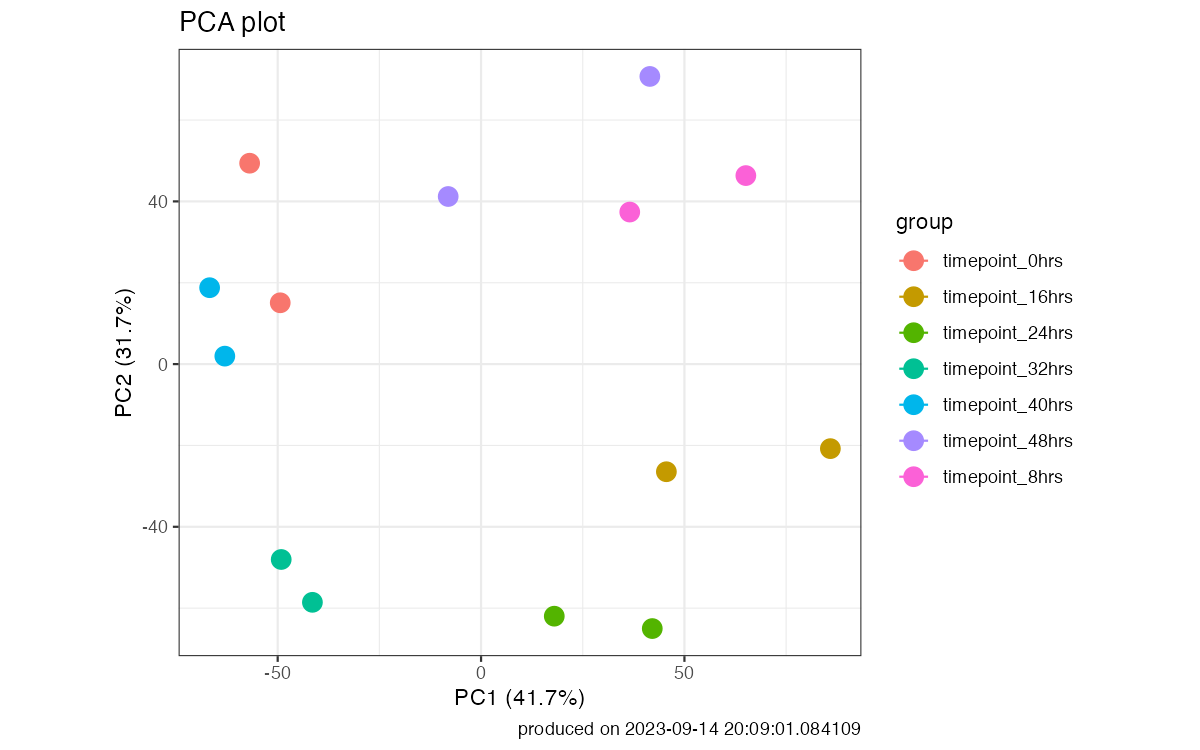 PCA plot
40
0
-40
PC2 (31.7%)
-50
0
50
PC1 (41.7%)
group
timepoint_0hrs
timepoint_16hrs
timepoint_24hrs
timepoint_32hrs
timepoint_40hrs
timepoint_48hrs
timepoint_8hrs
produced on 2023-09-14 20:09:01.084109